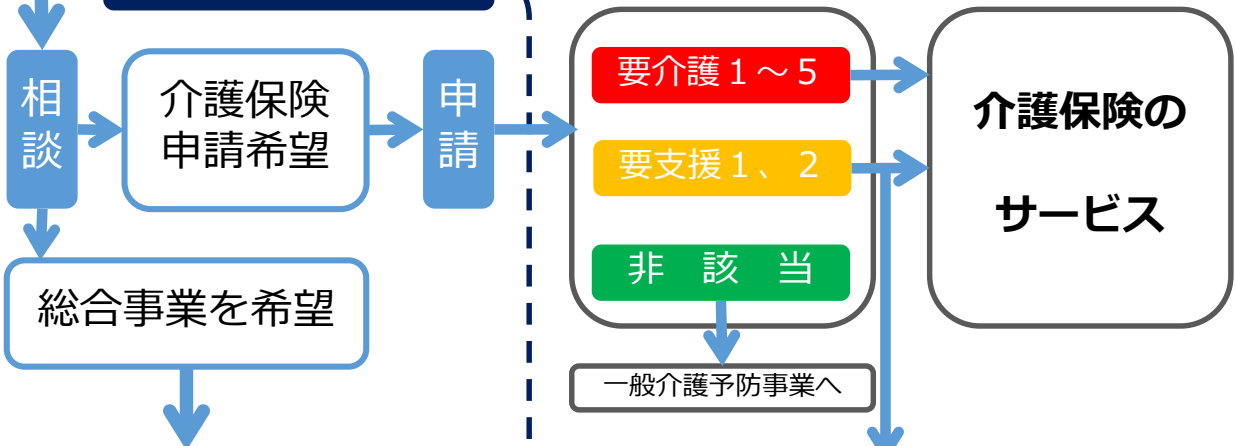 相談
介護保険
申請希望
申請
総合事業を希望
要介護１～５
要支援１、２
非　該　当
一般介護予防事業へ
介護保険の
サービス